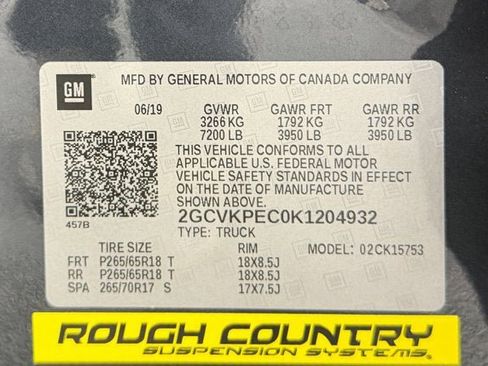 GM
MFD BY GENERAL MOTORS OF CANADA COMPANY
06/19 GVWR GAWR FRT GAWR RR
3266 KG 1792 KG 1792 KG
7200 LB 3950 LB 3950 LB
THIS VEHICLE CONFORMS TO ALL
APPLICABLE U.S. FEDERAL MOTOR
VEHICLE SAFETY STANDARDS IN EFFECT
ON THE DATE OF MANUFACTURE
SHOWN ABOVE.
2GCVKPEC0K1204932
457B
TYPE: TRUCK
TIRE SIZE RIM MODEL: 02CK15753
FRT P265/65R18 T 18X8.5J
RR P265/65R18 T 18X8.5J
SPA 265/70R17 S 17X7.5J
ROUGH COUNTRY
SUSPENSION SYSTEMS®